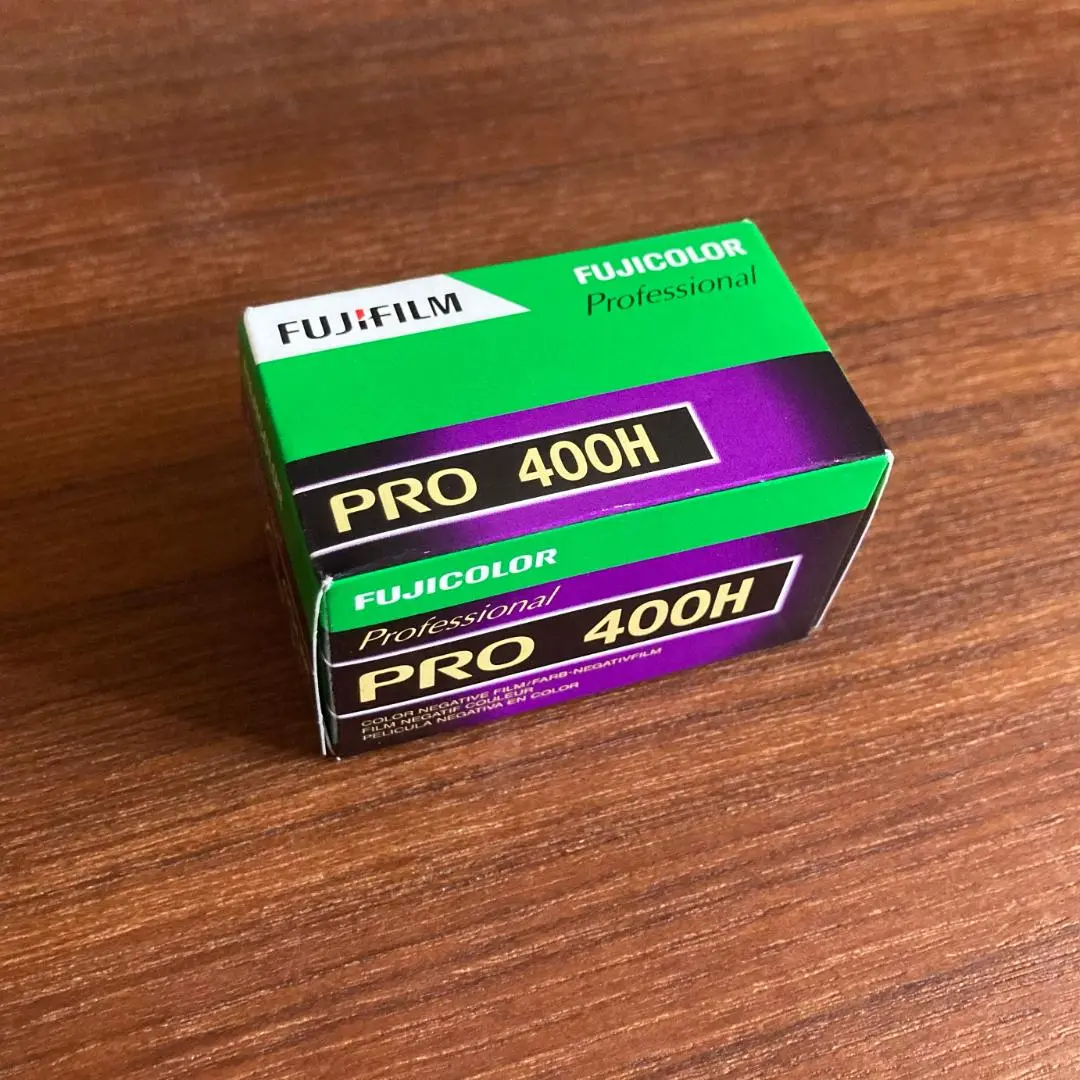 FUJIFILM
FUJICOLOR
Professional
PRO 400H
FUJICOLOR
Professional
PRO 400H
COLOR NEGATIVE FILM/FARB-NEGATIVFILM
FILM NEGATIF COULEUR
PELICULA NEGATIVA EN COLOR